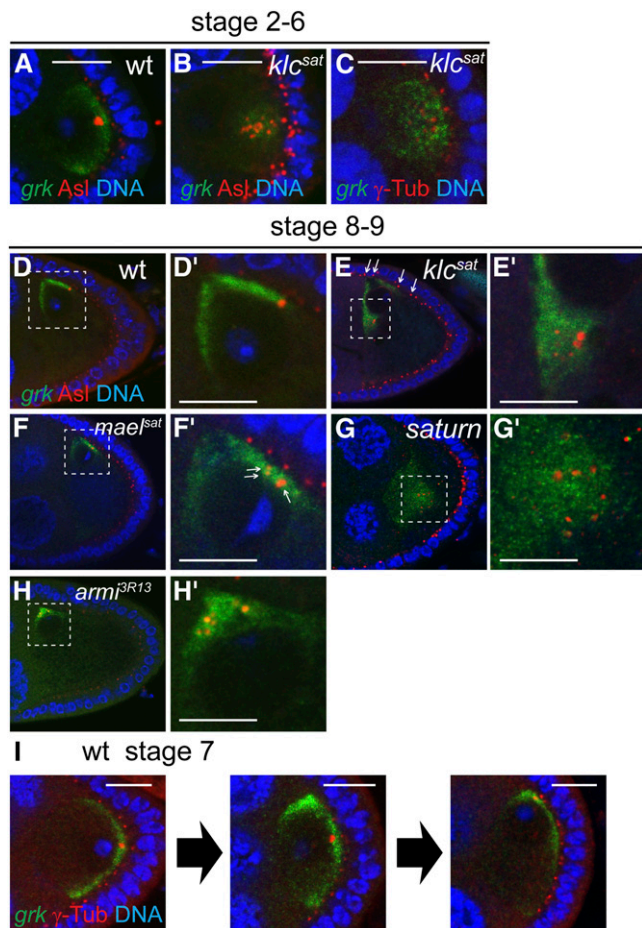 stage 2-6
A wt
grk Asl DNA
B klc^sat
grk Asl DNA
C klc^sat
grk γ-Tub DNA
stage 8-9
D wt
grk Asl DNA
D'
E klc^sat
E'
F mael^sat
F'
G saturn
G'
H armi^3R13
H'
I wt stage 7
grk γ-Tub DNA